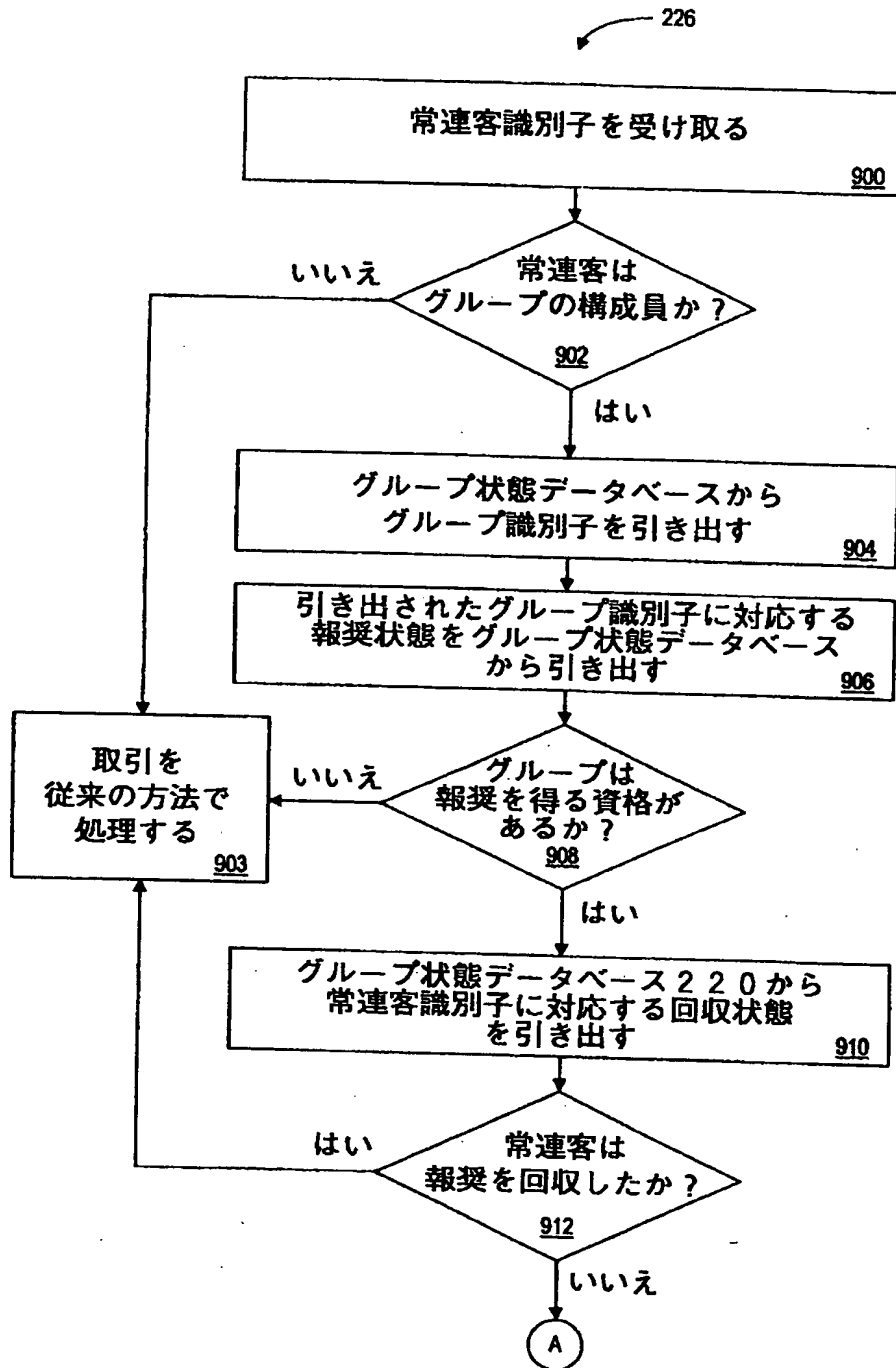 226
常連客識別子を受け取る
900
いいえ
常連客は
グループの構成員か？
902
はい
グループ状態データベースから
グループ識別子を引き出す
904
引き出されたグループ識別子に対応する
報奨状態をグループ状態データベース
から引き出す
906
取引を
従来の方法で
処理する
903
いいえ
グループは
報奨を得る資格が
あるか？
908
はい
グループ状態データベース２２０から
常連客識別子に対応する回収状態
を引き出す
910
はい
常連客は
報奨を回収したか？
912
いいえ
A